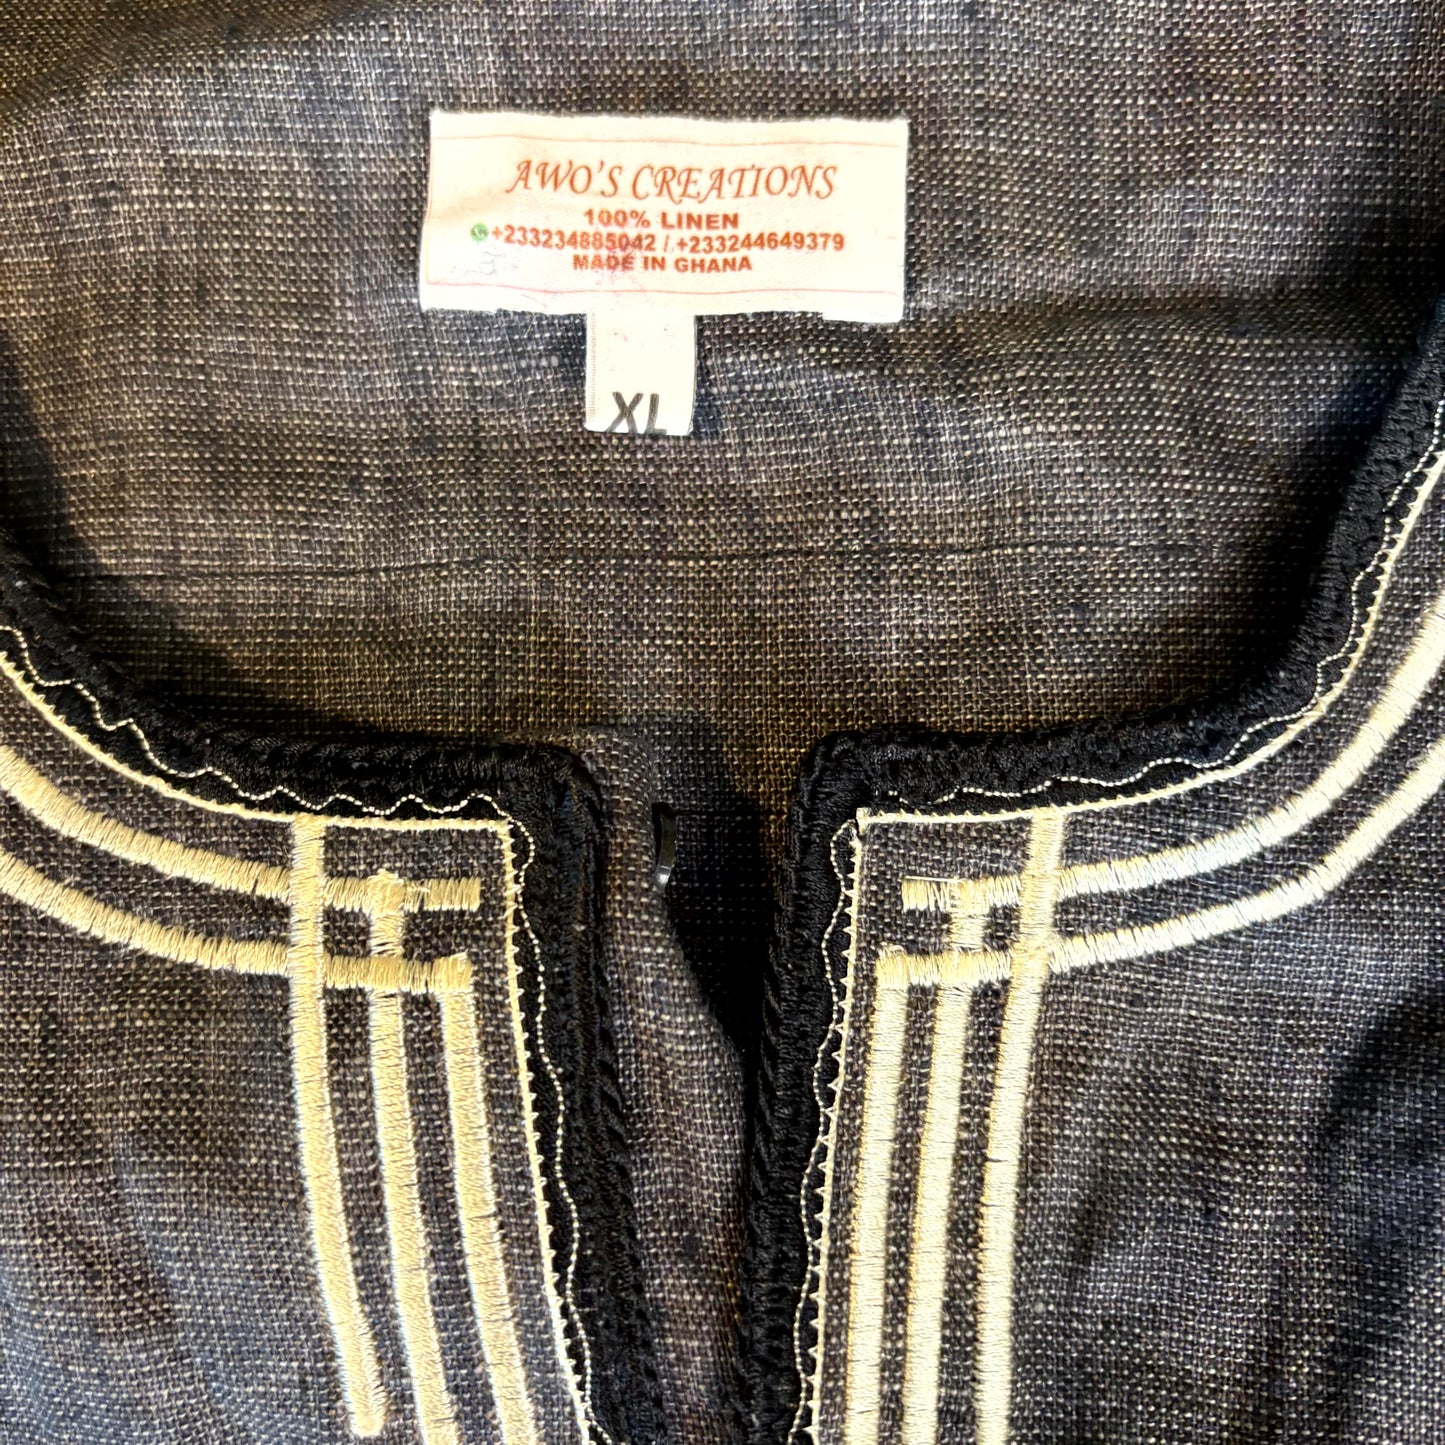 AWO'S CREATIONS
100% LINEN
+233234885042 / +233244649379
MADE IN GHANA
XL